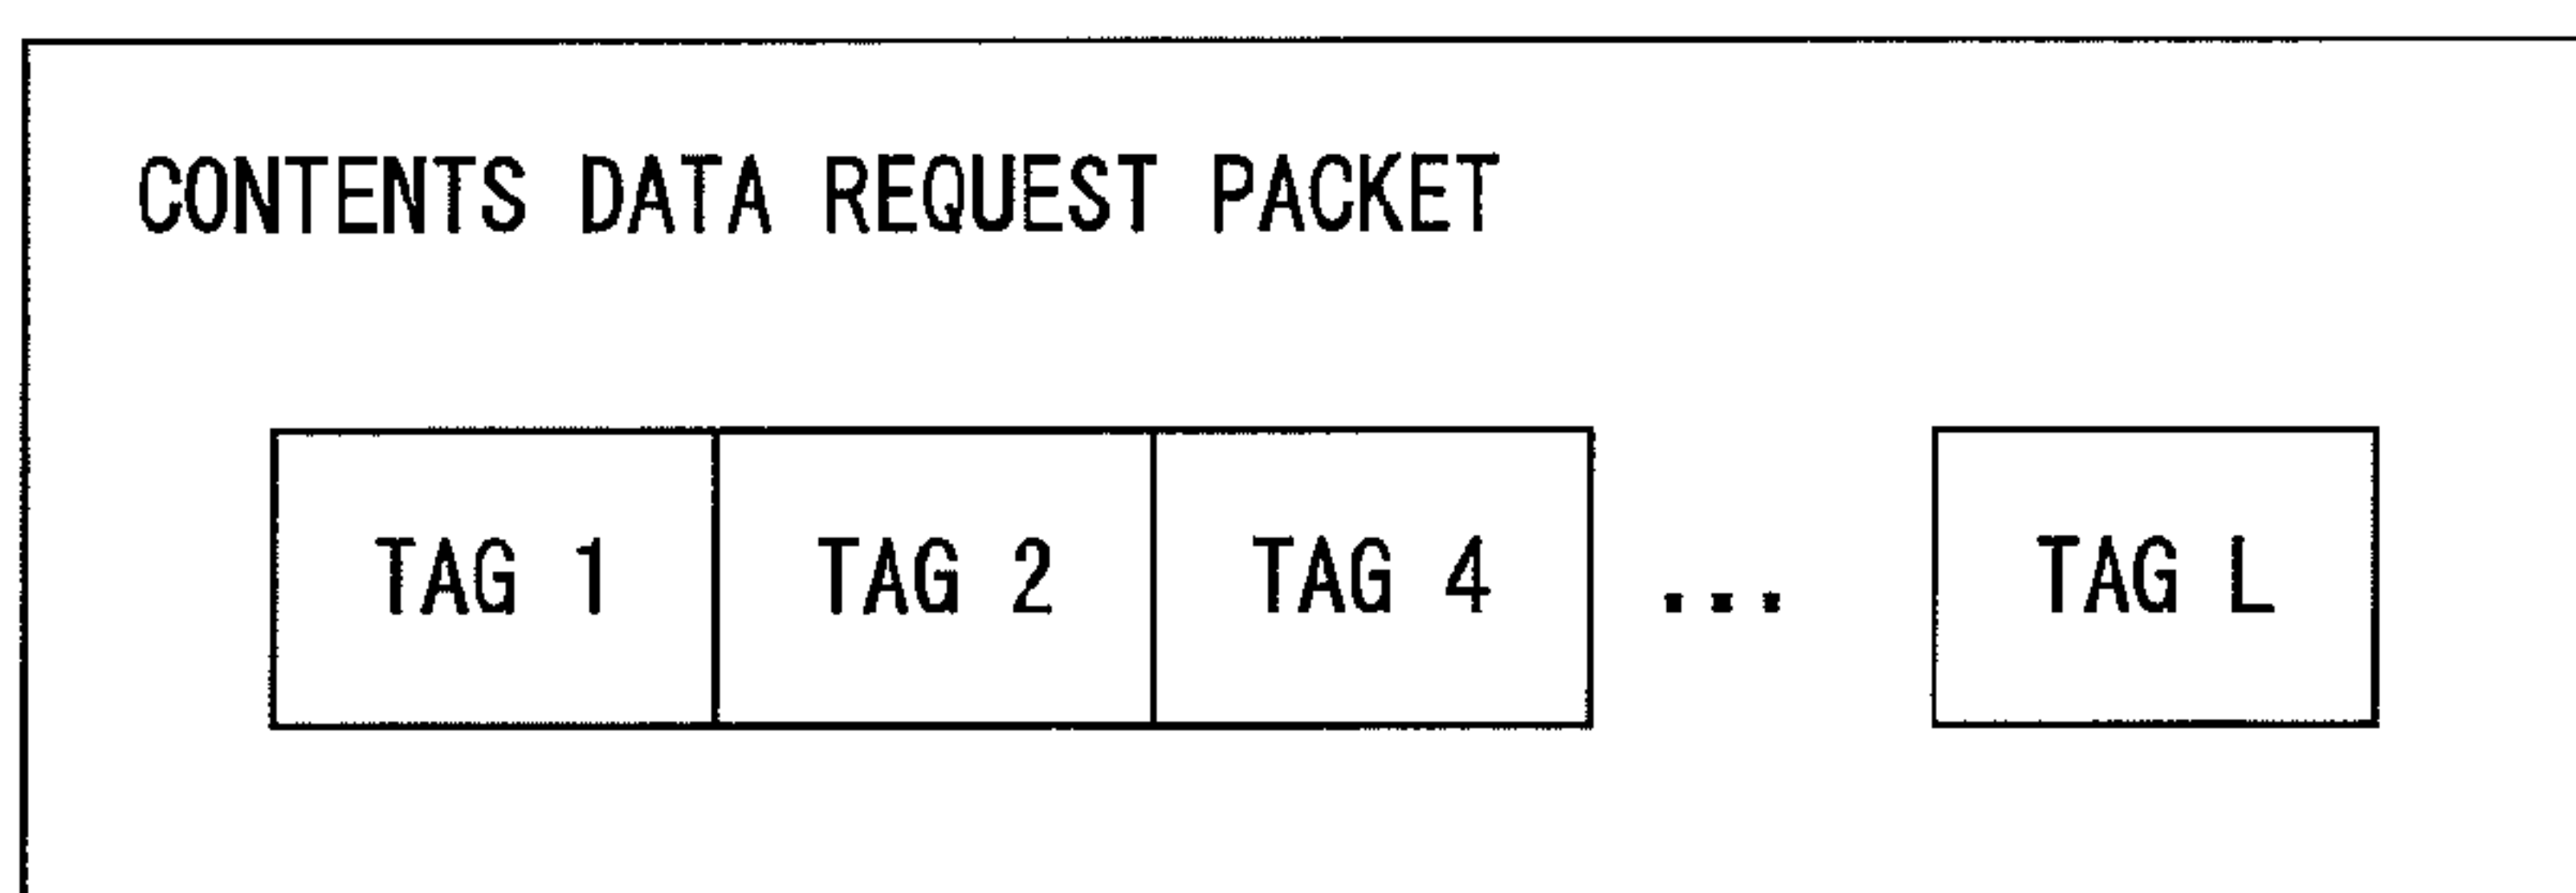 CONTENTS DATA REQUEST PACKET
TAG 1 TAG 2 TAG 4 ... TAG L